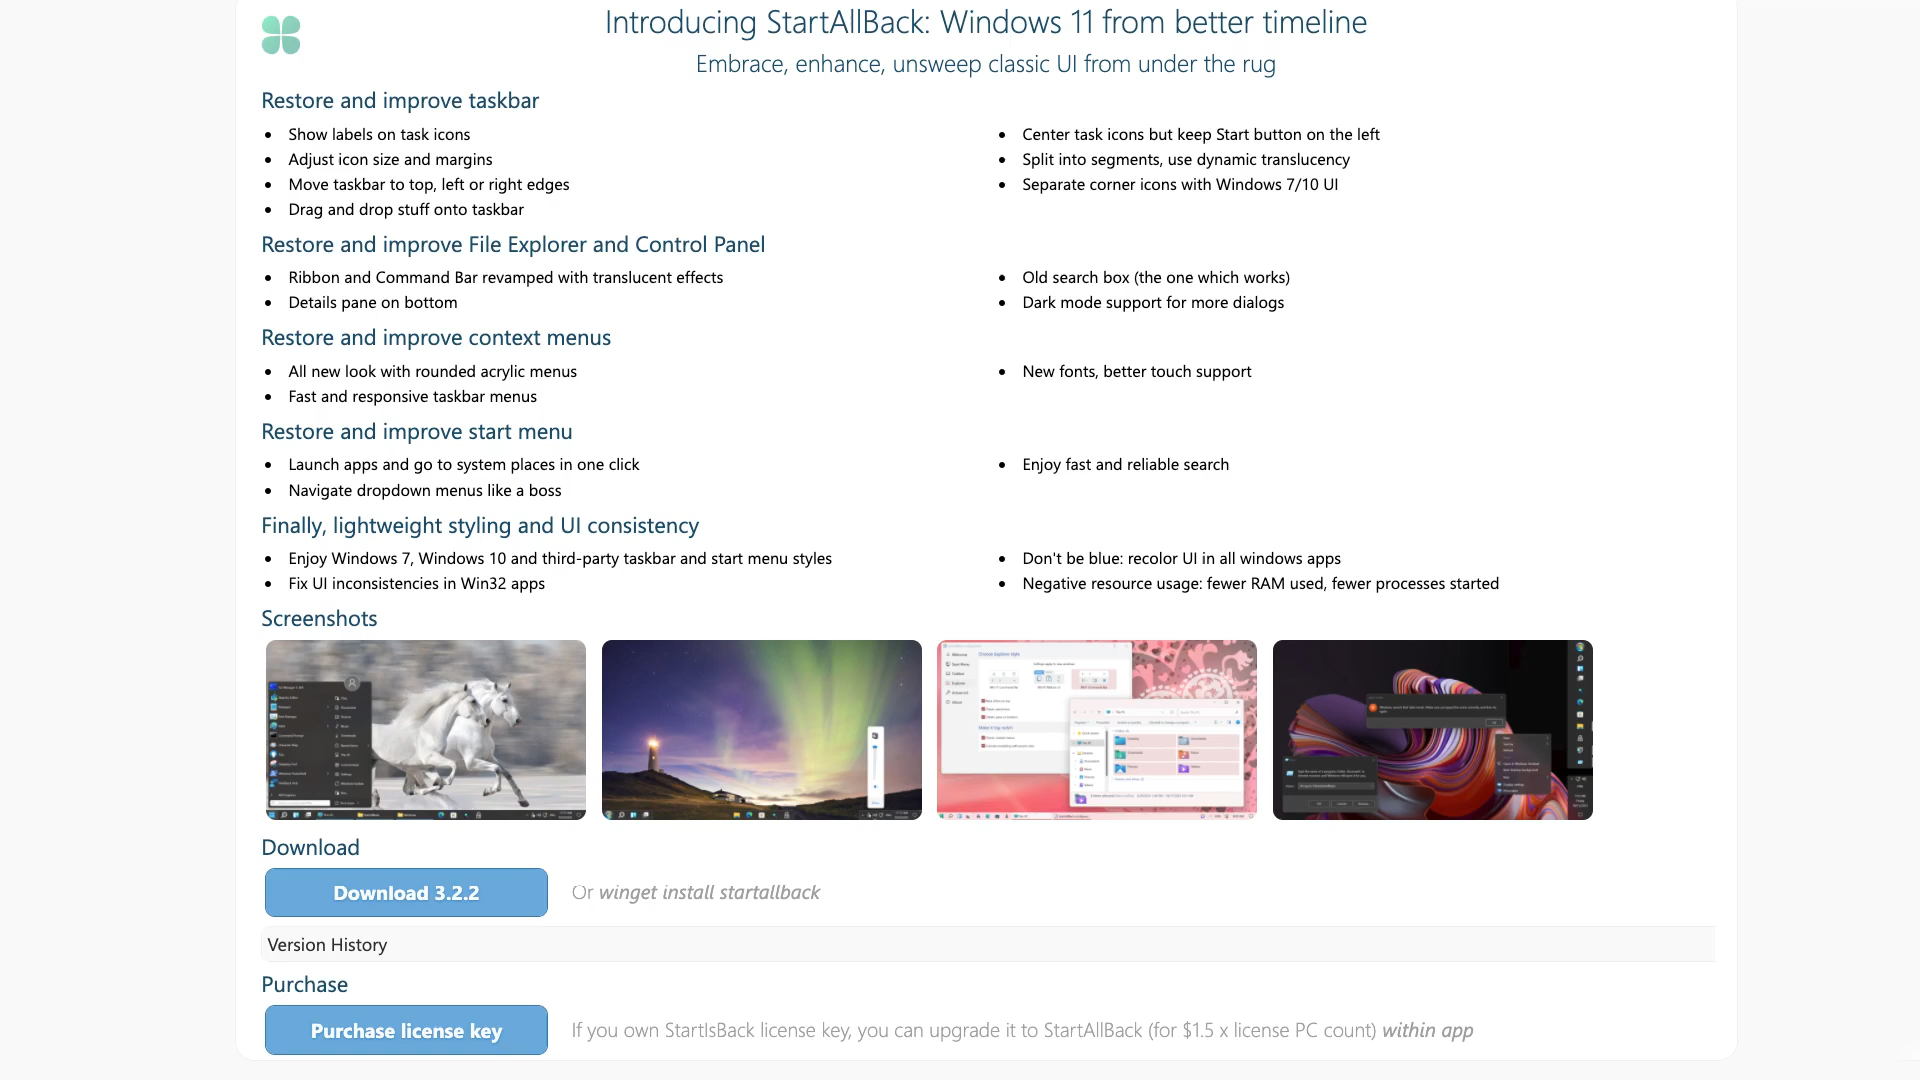 Introducing StartAllBack: Windows 11 from better timeline
Embrace, enhance, unsweep classic UI from under the rug
Restore and improve taskbar
Show labels on task icons
Adjust icon size and margins
Move taskbar to top, left or right edges
Drag and drop stuff onto taskbar
Center task icons but keep Start button on the left
Split into segments, use dynamic translucency
Separate corner icons with Windows 7/10 UI
Restore and improve File Explorer and Control Panel
Ribbon and Command Bar revamped with translucent effects
Details pane on bottom
Old search box (the one which works)
Dark mode support for more dialogs
Restore and improve context menus
All new look with rounded acrylic menus
Fast and responsive taskbar menus
New fonts, better touch support
Restore and improve start menu
Launch apps and go to system places in one click
Navigate dropdown menus like a boss
Enjoy fast and reliable search
Finally, lightweight styling and UI consistency
Enjoy Windows 7, Windows 10 and third-party taskbar and start menu styles
Fix UI inconsistencies in Win32 apps
Don't be blue: recolor UI in all windows apps
Negative resource usage: fewer RAM used, fewer processes started
Screenshots
Download
Download 3.2.2
Or winget install startallback
Version History
Purchase
Purchase license key
If you own StartIsBack license key, you can upgrade it to StartAllBack (for $1.5 x license PC count) within app